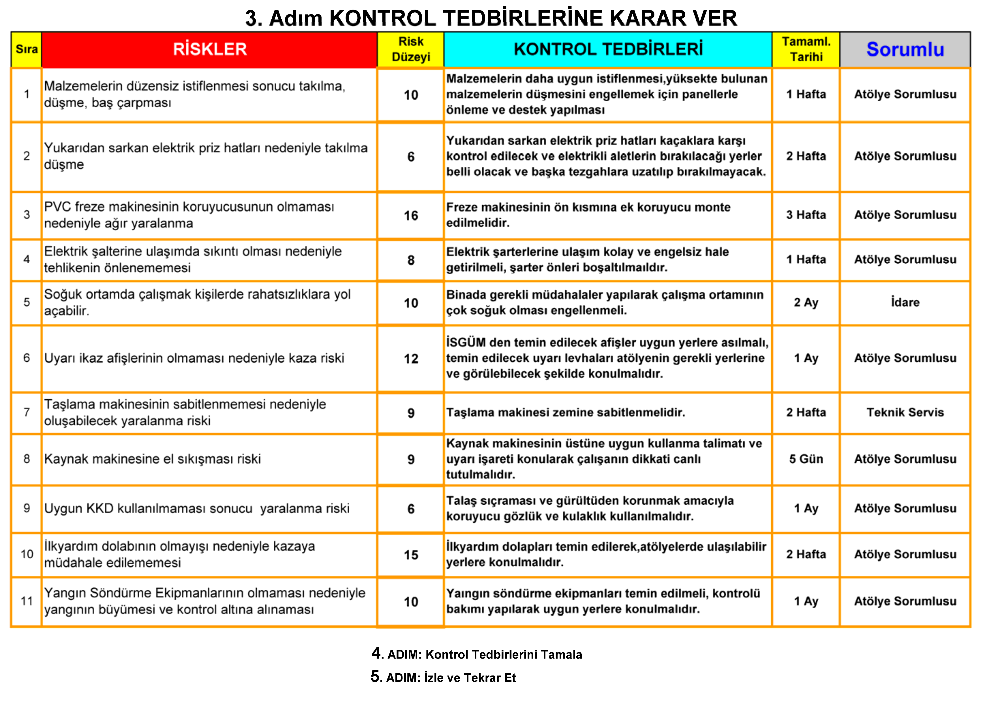 3. Adım KONTROL TEDBİRLERİNE KARAR VER
Sıra
RİSKLER
Risk
Düzeyi
KONTROL TEDBİRLERİ
Tamaml.
Tarihi
Sorumlu
1
Malzemelerin düzensiz istiflenmesi sonucu takılma,
düşme, baş çarpması
10
Malzemelerin daha uygun istiflenmesi,yüksekte bulunan
malzemelerin düşmesini engellemek için panellerle
önleme ve destek yapılması
1 Hafta
Atölye Sorumlusu
2
Yukarıdan sarkan elektrik priz hatları nedeniyle takılma
düşme
6
Yukarıdan sarkan elektrik priz hatları kaçaklara karşı
kontrol edilecek ve elektrikli aletlerin bırakılacağı yerler
belli olacak ve başka tezgahlara uzatılıp bırakılmayacak.
2 Hafta
Atölye Sorumlusu
3
PVC freze makinesinin koruyucusunun olmaması
nedeniyle ağır yaralanma
16
Freze makinesinin ön kısmına ek koruyucu monte
edilmelidir.
3 Hafta
Atölye Sorumlusu
4
Elektrik şalterine ulaşımda sıkıntı olması nedeniyle
tehlikenin önlenememesi
8
Elektrik şarterlerine ulaşım kolay ve engelsiz hale
getirilmeli, şarter önleri boşaltılmaıldır.
1 Hafta
Atölye Sorumlusu
5
Soğuk ortamda çalışmak kişilerde rahatsızlıklara yol
açabilir.
10
Binada gerekli müdahalaler yapılarak çalışma ortamının
çok soğuk olması engellenmeli.
2 Ay
İdare
6
Uyarı ikaz afişlerinin olmaması nedeniyle kaza riski
12
İSGÜM den temin edilecek afişler uygun yerlere asılmalı,
temin edilecek uyarı levhaları atölyenin gerekli yerlerine
ve görülebilecek şekilde konulmalıdır.
1 Ay
Atölye Sorumlusu
7
Taşlama makinesinin sabitlenmemesi nedeniyle
oluşabilecek yaralanma riski
9
Taşlama makinesi zemine sabitlenmelidir.
2 Hafta
Teknik Servis
8
Kaynak makinesine el sıkışması riski
9
Kaynak makinesinin üstüne uygun kullanma talimatı ve
uyarı işareti konularak çalışanın dikkati canlı
tutulmalıdır.
5 Gün
Atölye Sorumlusu
9
Uygun KKD kullanılmaması sonucu  yaralanma riski
6
Talaş sıçraması ve gürültüden korunmak amacıyla
koruyucu gözlük ve kulaklık kullanılmalıdır.
1 Ay
Atölye Sorumlusu
10
İlkyardım dolabının olmayışı nedeniyle kazaya
müdahale edilememesi
15
İlkyardım dolapları temin edilerek,atölyelerde ulaşılabilir
yerlere konulmalıdır.
2 Hafta
Atölye Sorumlusu
11
Yangın Söndürme Ekipmanlarının olmaması nedeniyle
yangının büyümesi ve kontrol altına alınaması
10
Yaıngın söndürme ekipmanları temin edilmeli, kontrolü
bakımı yapılarak uygun yerlere konulmalıdır.
1 Ay
Atölye Sorumlusu
4. ADIM: Kontrol Tedbirlerini Tamala
5. ADIM: İzle ve Tekrar Et